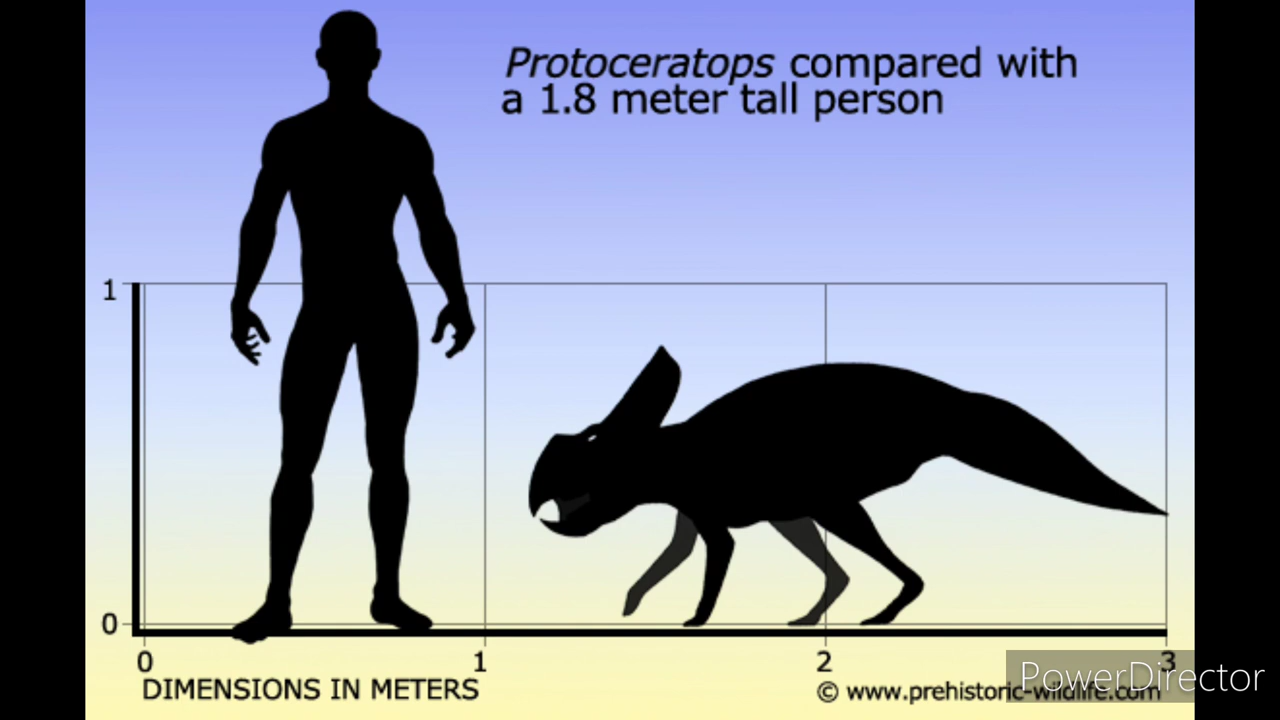 Protoceratops compared with
a 1.8 meter tall person
1
0
0 1 2 3
DIMENSIONS IN METERS
© www.prehistoric-wildlife.com
PowerDirector